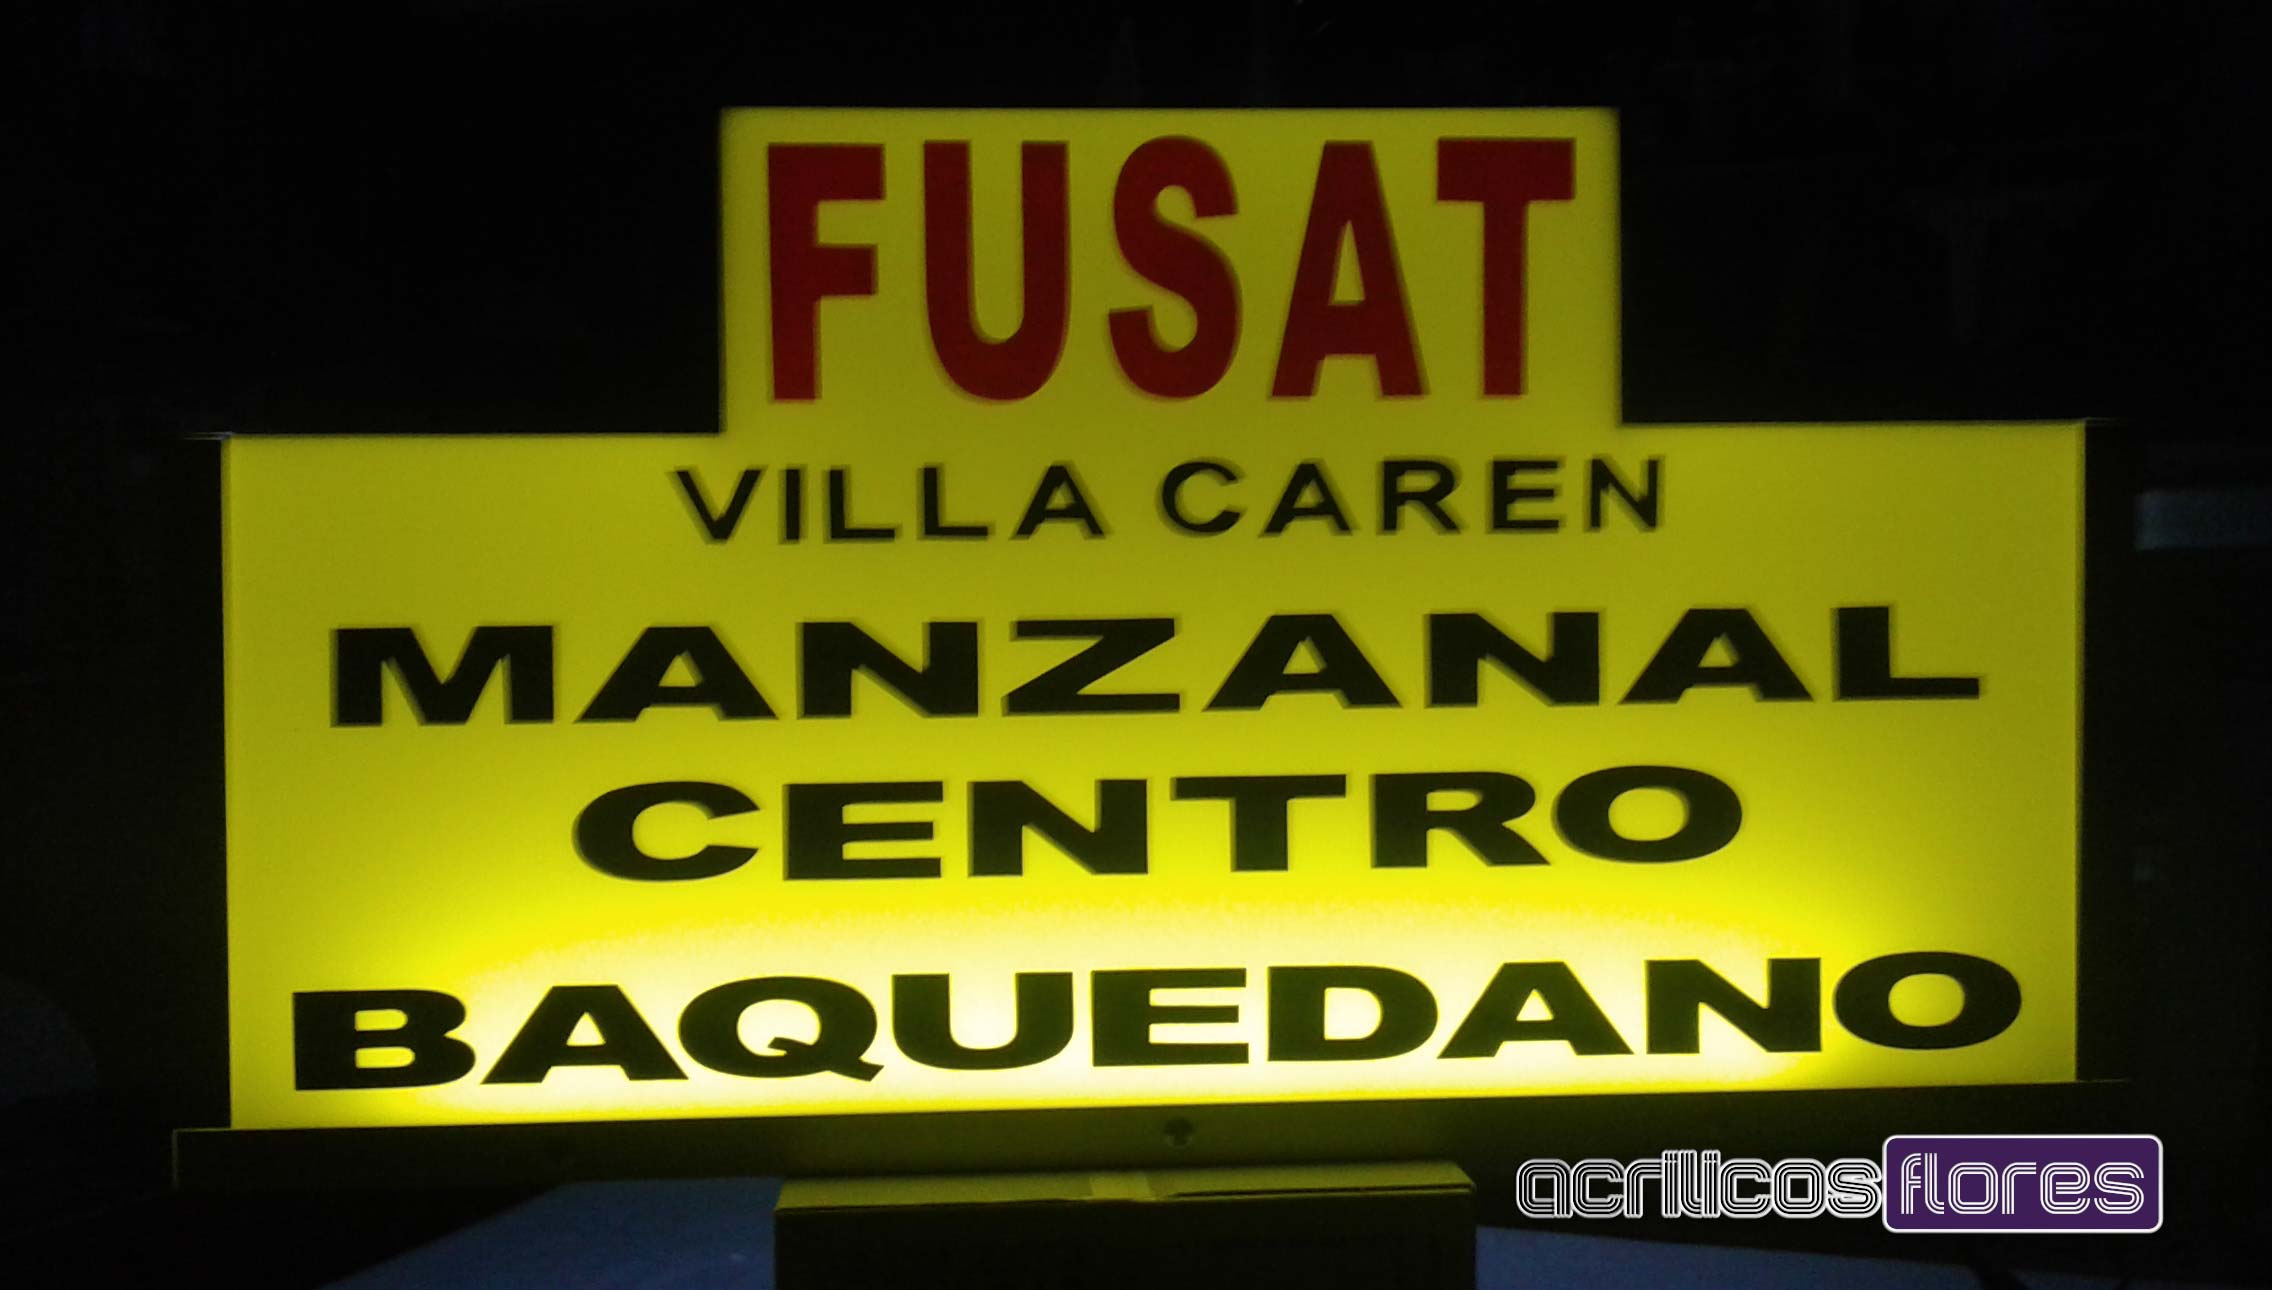 FUSAT
VILLA CAREN
MANZANAL
CENTRO
BAQUEDANO
acrilicos flores